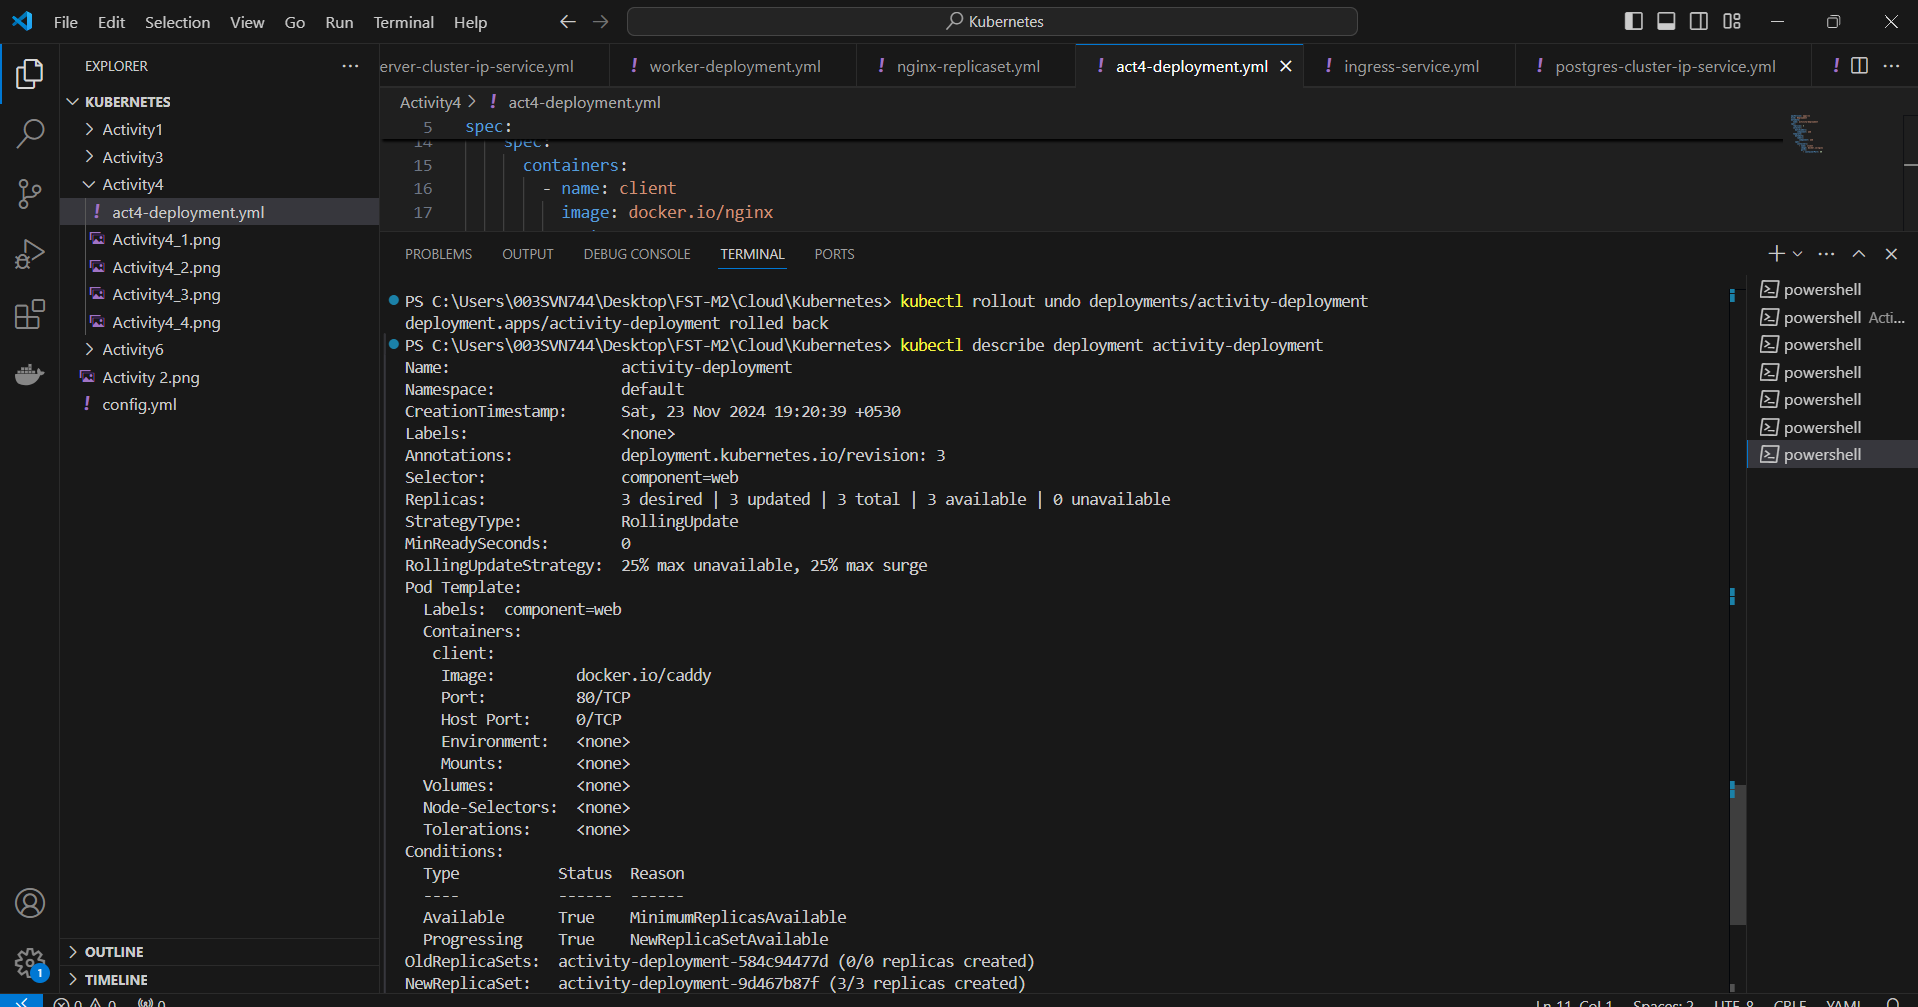 File Edit Selection View Go Run Terminal Help
Kubernetes
EXPLORER
KUBERNETES
Activity1
Activity3
Activity4
! act4-deployment.yml
Activity4_1.png
Activity4_2.png
Activity4_3.png
Activity4_4.png
Activity6
Activity 2.png
! config.yml
OUTLINE
TIMELINE
1
erver-cluster-ip-service.yml ! worker-deployment.yml ! nginx-replicaset.yml ! act4-deployment.yml ! ingress-service.yml ! postgres-cluster-ip-service.yml !
Activity4 > ! act4-deployment.yml
5 spec:
14 spec:
15 containers:
16 - name: client
17 image: docker.io/nginx
PROBLEMS OUTPUT DEBUG CONSOLE TERMINAL PORTS
PS C:\Users\003SVN744\Desktop\FST-M2\Cloud\Kubernetes> kubectl rollout undo deployments/activity-deployment
deployment.apps/activity-deployment rolled back
PS C:\Users\003SVN744\Desktop\FST-M2\Cloud\Kubernetes> kubectl describe deployment activity-deployment
Name: activity-deployment
Namespace: default
CreationTimestamp: Sat, 23 Nov 2024 19:20:39 +0530
Labels: <none>
Annotations: deployment.kubernetes.io/revision: 3
Selector: component=web
Replicas: 3 desired | 3 updated | 3 total | 3 available | 0 unavailable
StrategyType: RollingUpdate
MinReadySeconds: 0
RollingUpdateStrategy: 25% max unavailable, 25% max surge
Pod Template:
Labels: component=web
Containers:
client:
Image: docker.io/caddy
Port: 80/TCP
Host Port: 0/TCP
Environment: <none>
Mounts: <none>
Volumes: <none>
Node-Selectors: <none>
Tolerations: <none>
Conditions:
Type Status Reason
---- ------ ------
Available True MinimumReplicasAvailable
Progressing True NewReplicaSetAvailable
OldReplicaSets: activity-deployment-584c94477d (0/0 replicas created)
NewReplicaSet: activity-deployment-9d467b87f (3/3 replicas created)
powershell
powershell Acti...
powershell
powershell
powershell
powershell
powershell
0 0 0
Ln 11, Col 1 Spaces: 2 UTF-8 CRLF YAML